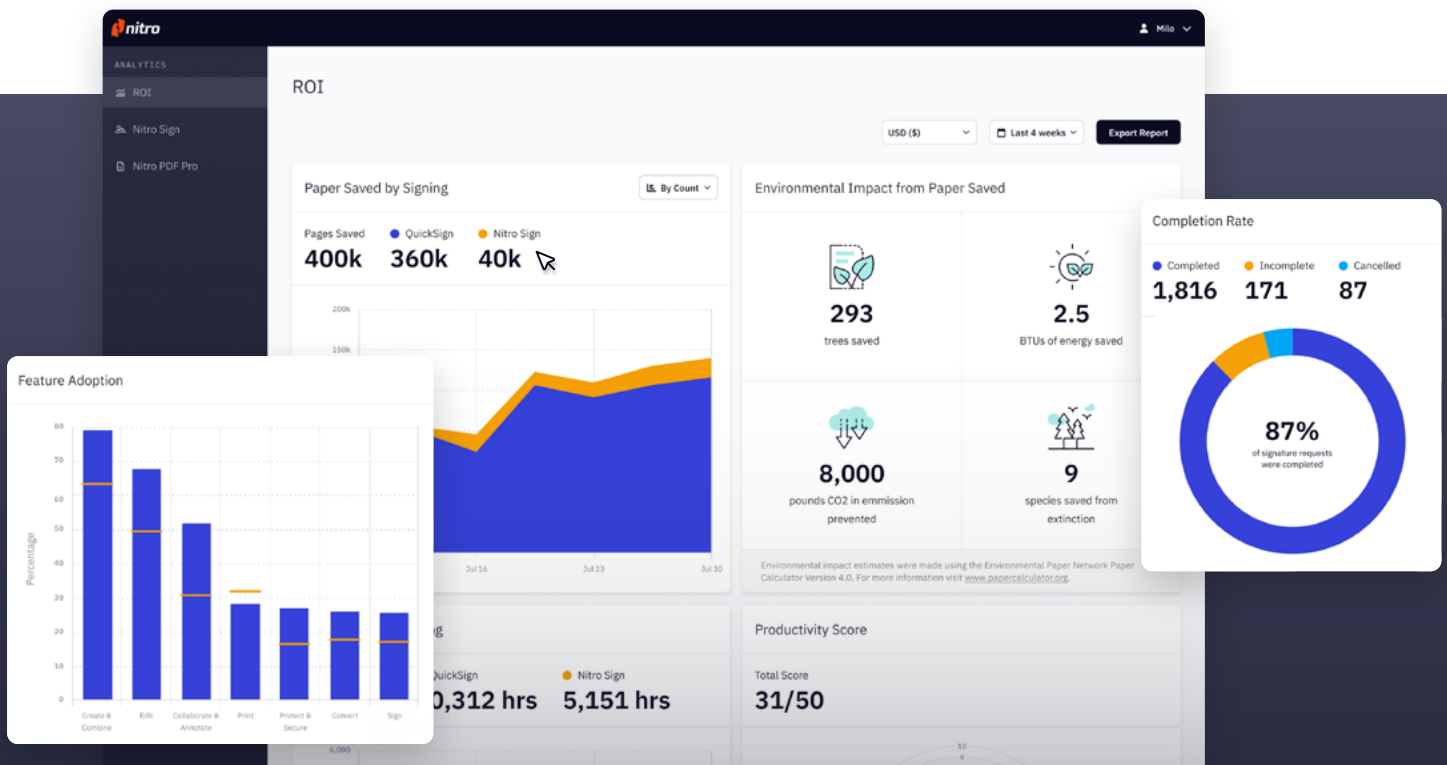 nitro
Milo
ANALYTICS
ROI
Nitro Sign
Nitro PDF Pro
ROI
USD ($)
Last 4 weeks
Export Report
Paper Saved by Signing
By Count
Pages Saved
QuickSign
Nitro Sign
400k
360k
40k
200k
150k
Jul 16
Jul 23
Jul 30
Environmental Impact from Paper Saved
293
trees saved
2.5
BTUs of energy saved
8,000
pounds CO2 in emmission
prevented
9
species saved from
extinction
Environmental impact estimates were made using the Environmental Paper Network Paper
Calculator Version 4.0. For more information visit www.papercalculator.org.
Completion Rate
Completed
Incomplete
Cancelled
1,816
171
87
87%
of signature requests
were completed
Feature Adoption
Percentage
80
70
60
50
40
30
20
10
0
Create &
Combine
Edit
Collaborate &
Annotate
Print
Protect &
Secure
Convert
Sign
g
QuickSign
Nitro Sign
0,312 hrs
5,151 hrs
6,000
Productivity Score
Total Score
31/50
10
9